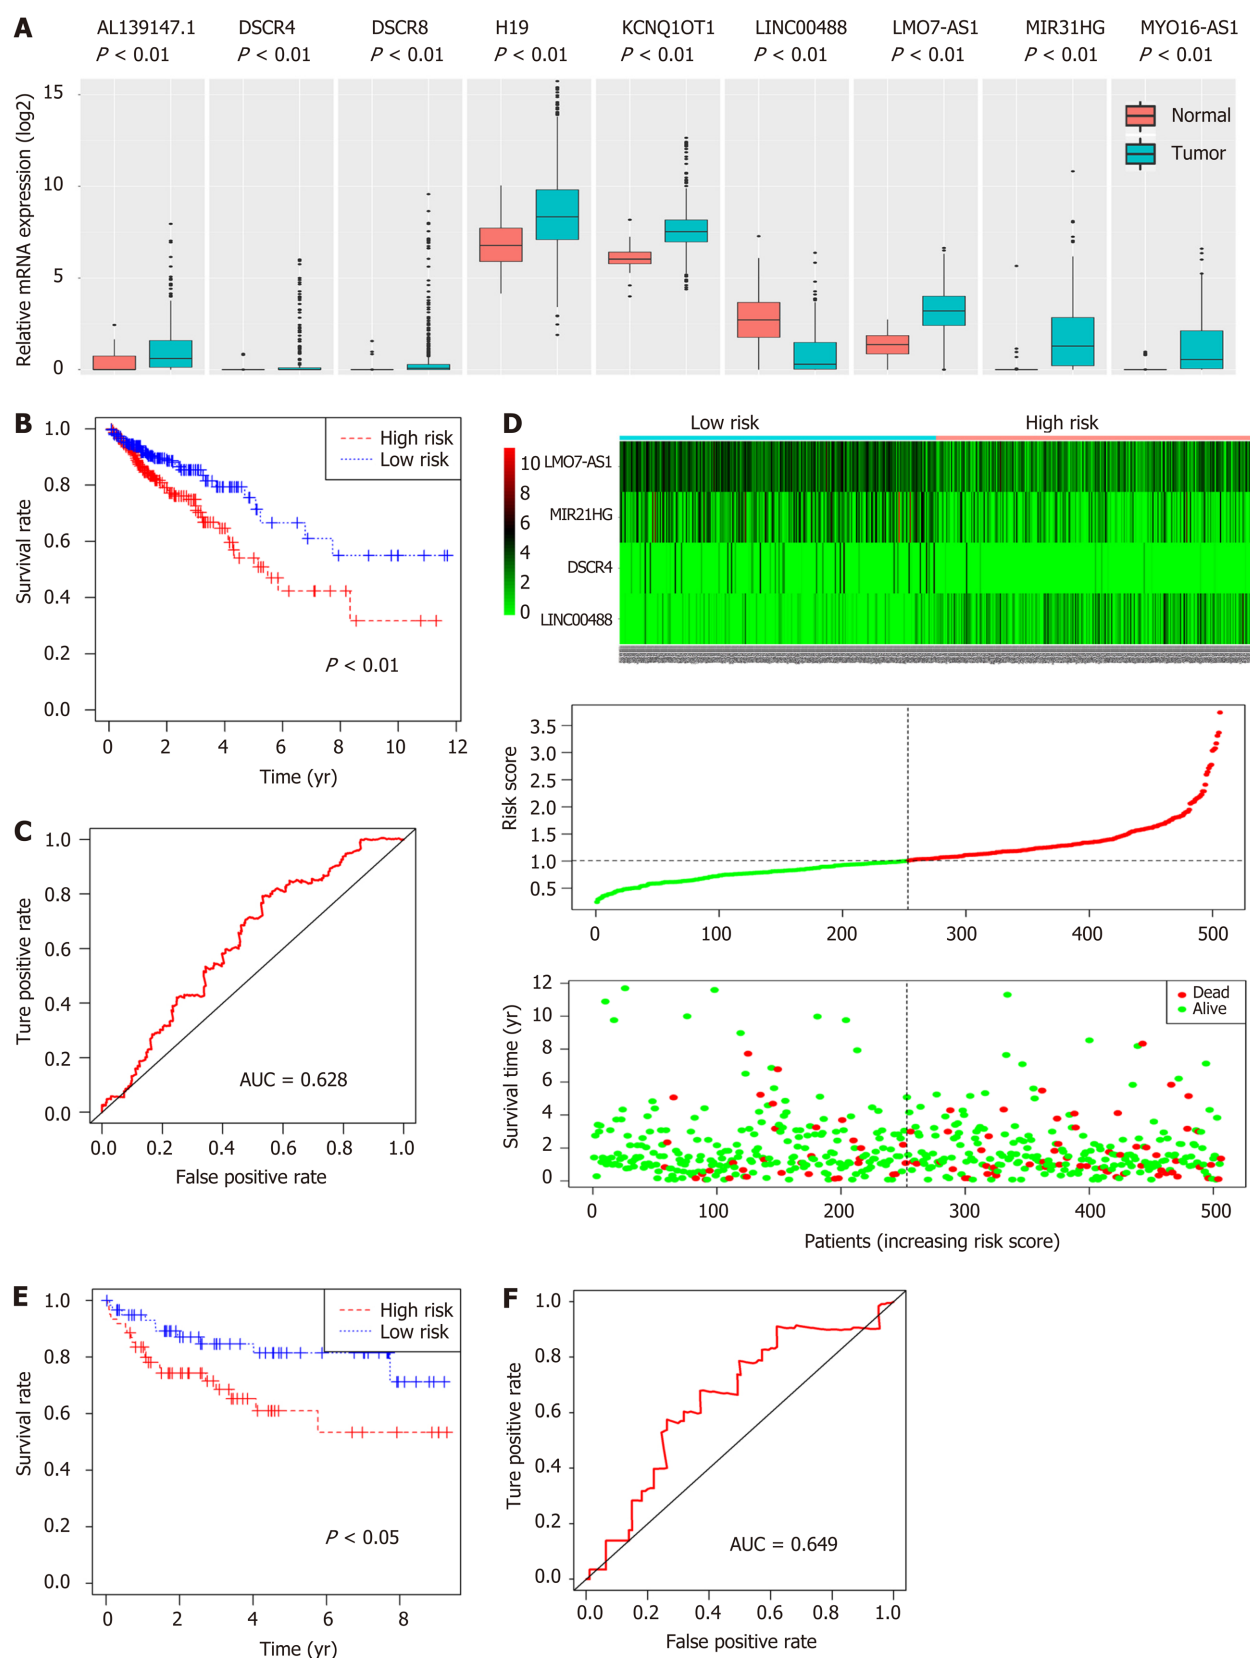 A
AL139147.1 DSCR4 DSCR8 H19 KCNQ1OT1 LINC00488 LMO7-AS1 MIR31HG MYO16-AS1
P < 0.01 P < 0.01 P < 0.01 P < 0.01 P < 0.01 P < 0.01 P < 0.01 P < 0.01 P < 0.01
Relative mRNA expression (log2)
15
10
5
0
Normal
Tumor
B
Survival rate
1.0
0.8
0.6
0.4
0.2
0.0
High risk
Low risk
P < 0.01
0 2 4 6 8 10 12
Time (yr)
C
Ture positive rate
1.0
0.8
0.6
0.4
0.2
0.0
AUC = 0.628
0.0 0.2 0.4 0.6 0.8 1.0
False positive rate
D
Low risk High risk
10
8
6
4
2
0
LMO7-AS1
MIR21HG
DSCR4
LINC00488
Risk score
3.5
3.0
2.5
2.0
1.5
1.0
0.5
0 100 200 300 400 500
Survival time (yr)
12
10
8
6
4
2
0
Dead
Alive
0 100 200 300 400 500
Patients (increasing risk score)
E
Survival rate
1.0
0.8
0.6
0.4
0.2
0.0
High risk
Low risk
P < 0.05
0 2 4 6 8
Time (yr)
F
Ture positive rate
1.0
0.8
0.6
0.4
0.2
0.0
AUC = 0.649
0.0 0.2 0.4 0.6 0.8 1.0
False positive rate